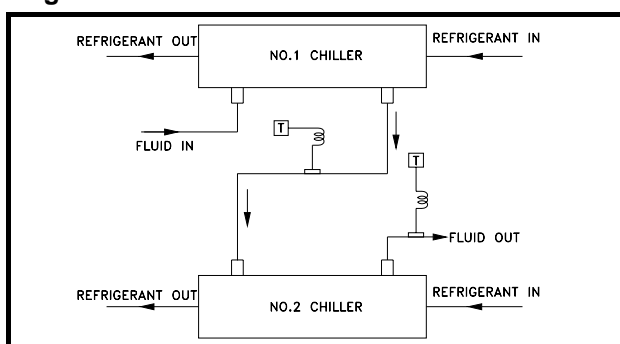 REFRIGERANT OUT
NO.1 CHILLER
REFRIGERANT IN
FLUID IN
T
T
FLUID OUT
REFRIGERANT OUT
NO.2 CHILLER
REFRIGERANT IN